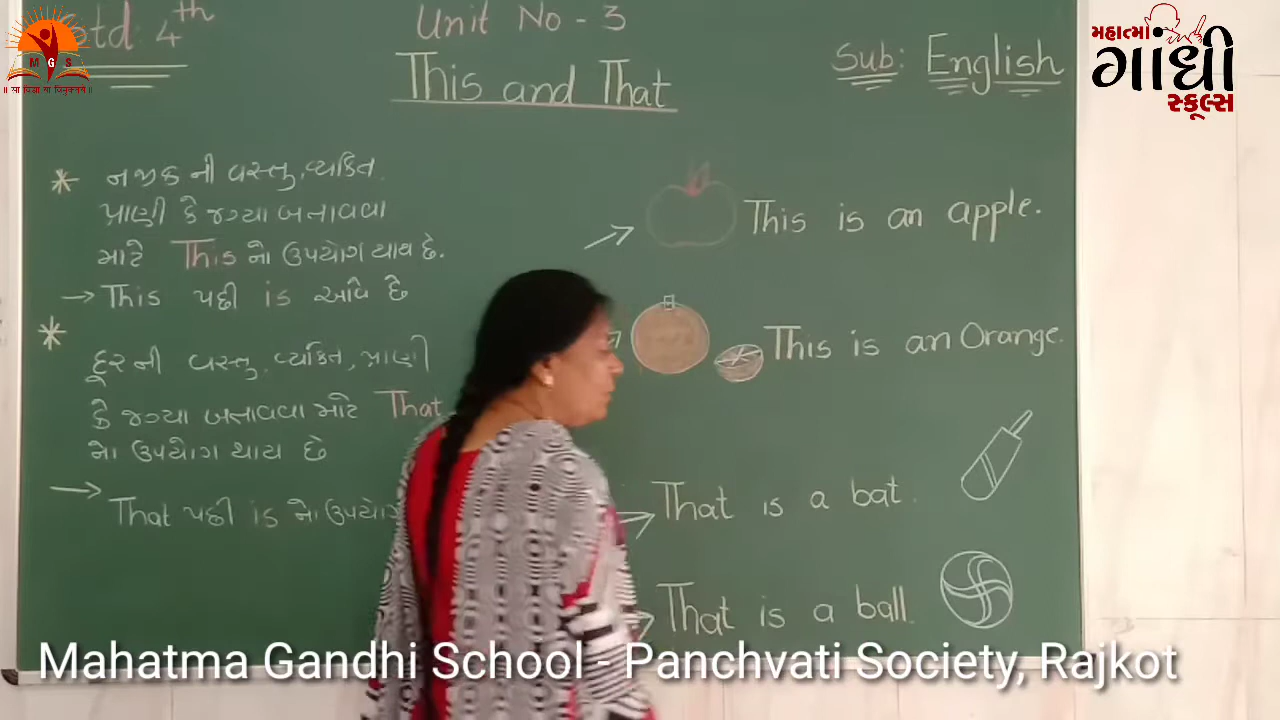 Std: 4th
Unit No - 3
This and That
Sub: English
M G S
॥ सा विद्या या विमुक्तये ॥
મહાત્મા
ગાંધી
સ્કૂલ્સ
* નજીક ની વસ્તુ, વ્યકિત
પ્રાણી કે જગ્યા બતાવવા
માટે This નો ઉપયોગ થાય છે.
→ This પછી is આવે છે
* દૂર ની વસ્તુ, વ્યકિત, પ્રાણી
કે જગ્યા બતાવવા માટે That
નો ઉપયોગ થાય છે
→ That પછી is નો ઉપયોગ
→ This is an apple.
This is an Orange.
→ That is a bat.
→ That is a ball.
Mahatma Gandhi School - Panchvati Society, Rajkot